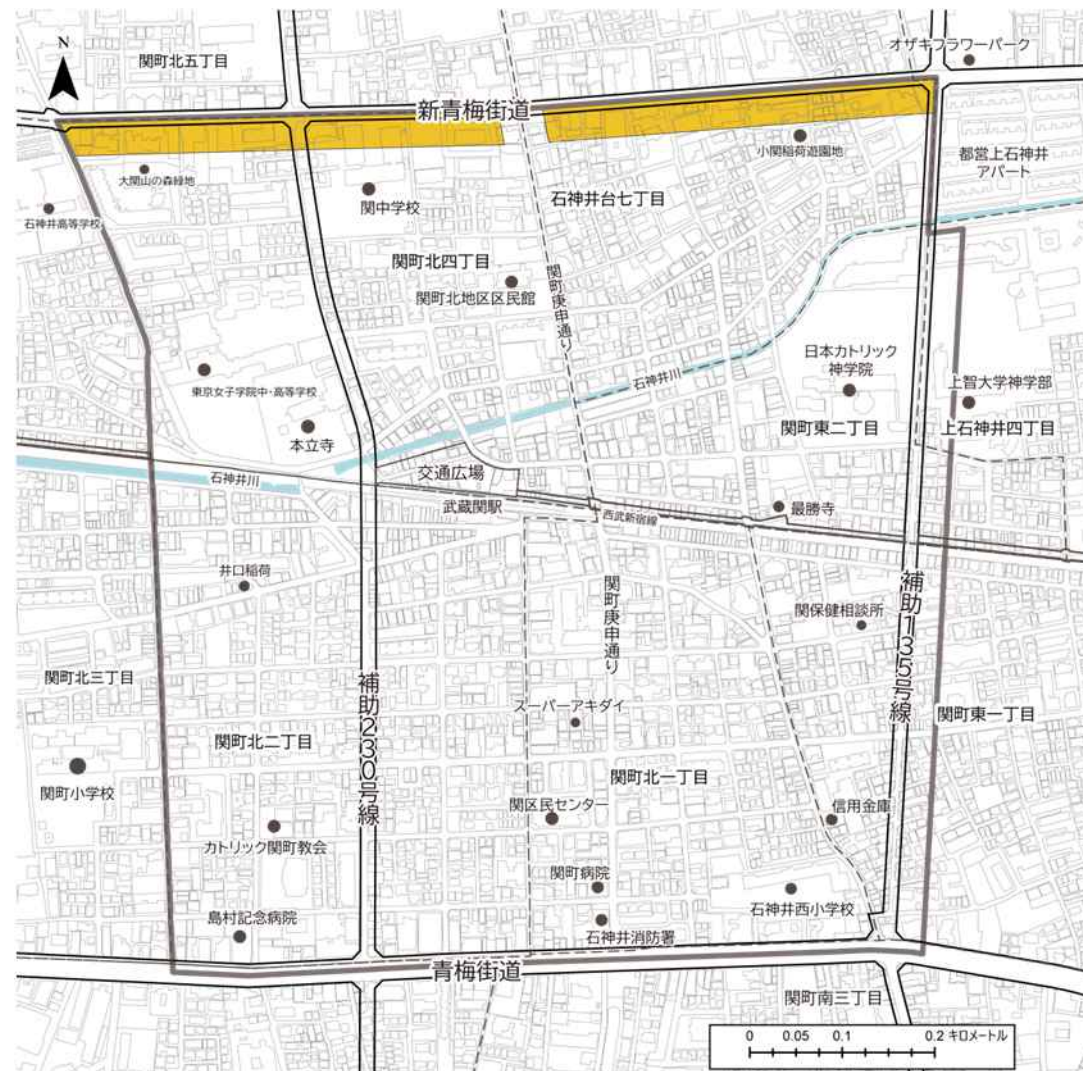 オザキフラワーパーク
N
関町北五丁目
新青梅街道
小関稲荷遊園地
都営上石神井
アパート
大関山の森緑地
関中学校
石神井台七丁目
石神井高等学校
関町北四丁目
関町北地区区民館
関町庚申通り
日本カトリック
神学院
石神井川
東京女子学院中・高等学校
上智大学神学部
本立寺
関町東二丁目
上石神井四丁目
交通広場
石神井川
武蔵関駅
西武新宿線
最勝寺
井口稲荷
関町庚申通り
補助135号線
関保健相談所
関町北三丁目
補助230号線
スーパーアキダイ
関町東一丁目
関町北二丁目
関町北一丁目
関町小学校
関区民センター
信用金庫
カトリック関町教会
関町病院
島村記念病院
石神井西小学校
石神井消防署
青梅街道
関町南三丁目
0 0.05 0.1 0.2 キロメートル